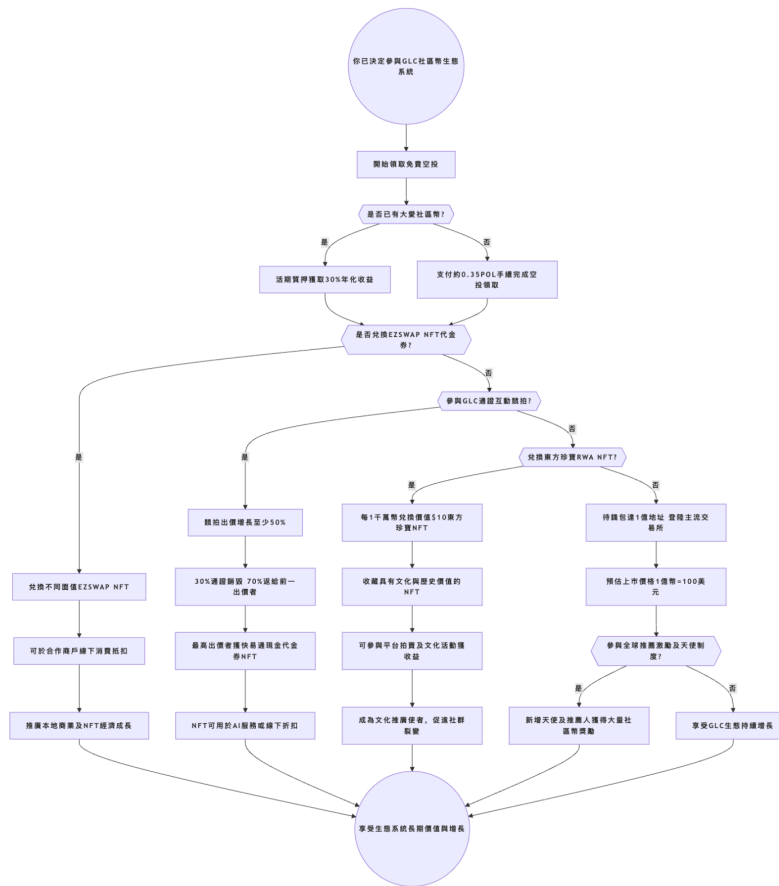 你已決定參與GLC社區幣生態
系統
開始領取免費空投
是否已有大愛社區幣?
是
否
活期質押獲取30%年化收益
支付約0.35POL手續完成空
投領取
是否兌換EZSWAP NFT代金
券?
否
參與GLC通證互動競拍?
否
兌換東方珍寶RWA NFT?
是
是
是
否
競拍出價增長至少50%
每1千萬幣兌換價值$10東方
珍寶NFT
待錢包達1億地址 登陸主流交
易所
兌換不同面值EZSWAP NFT
30%通證銷毀 70%返給前一
出價者
收藏具有文化與歷史價值的
NFT
預估上市價格1億幣=100美
元
可於合作商戶線下消費抵扣
最高出價者獲快易通現金代金
券NFT
可參與平台拍賣及文化活動獲
收益
參與全球推薦激勵及天使制
度?
是
否
推廣本地商業及NFT經濟成長
NFT可用於AI服務或線下折扣
成為文化推廣使者，促進社群
裂變
新增天使及推薦人獲得大量社
區幣獎勵
享受GLC生態持續增長
享受生態系統長期價值與增長